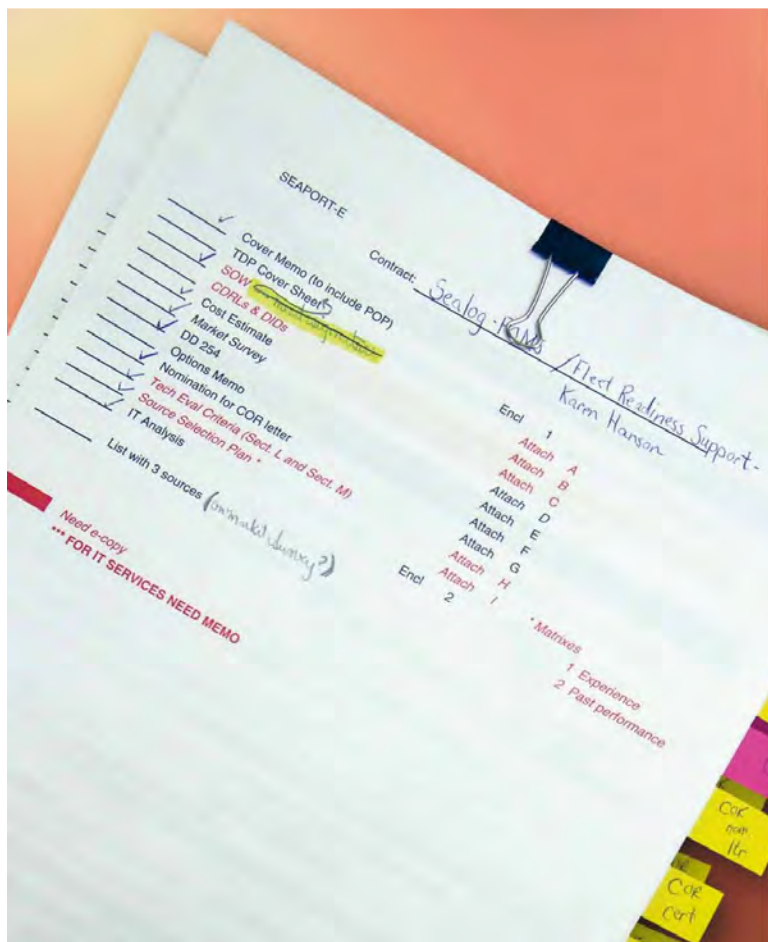 SEAPORT-E
Contract: Sealog - /Fleet Readiness Support -
Karen Hanson
Cover Memo (to include POP)
TDP Cover Sheet
SOW
CDRLs & DIDs
Cost Estimate
Market Survey
DD 254
Options Memo
Nomination for COR letter
Tech Eval Criteria (Sect. L and Sect. M)
Source Selection Plan *
IT Analysis
List with 3 sources (on market survey?)
Need e-copy
*** FOR IT SERVICES NEED MEMO
Encl 1
Attach A
Attach B
Attach C
Attach D
Attach E
Attach F
Attach G
Attach H
Attach I
Encl 2
* Matrixes
1 Experience
2 Past performance
COR
nom.
ltr
COR
Cert